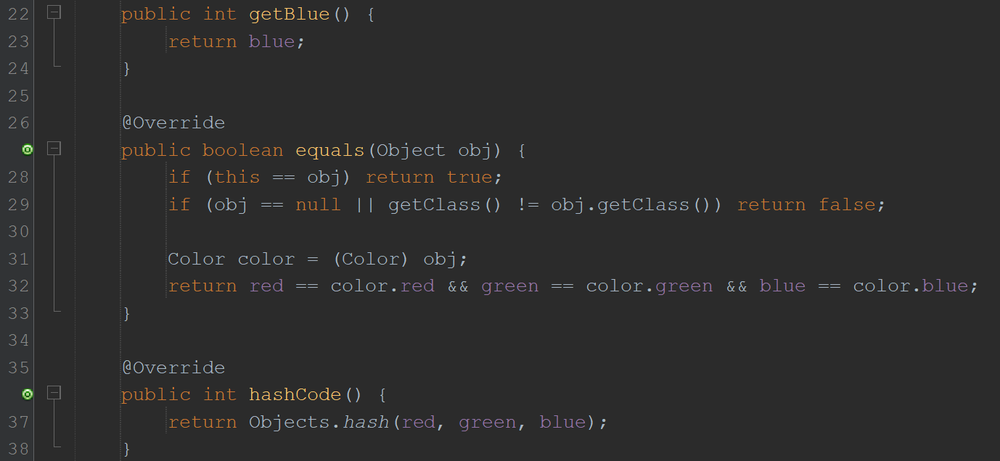 22 public int getBlue() {
23 return blue;
24 }
25
26 @Override
public boolean equals(Object obj) {
28 if (this == obj) return true;
29 if (obj == null || getClass() != obj.getClass()) return false;
30
31 Color color = (Color) obj;
32 return red == color.red && green == color.green && blue == color.blue;
33 }
34
35 @Override
public int hashCode() {
37 return Objects.hash(red, green, blue);
38 }